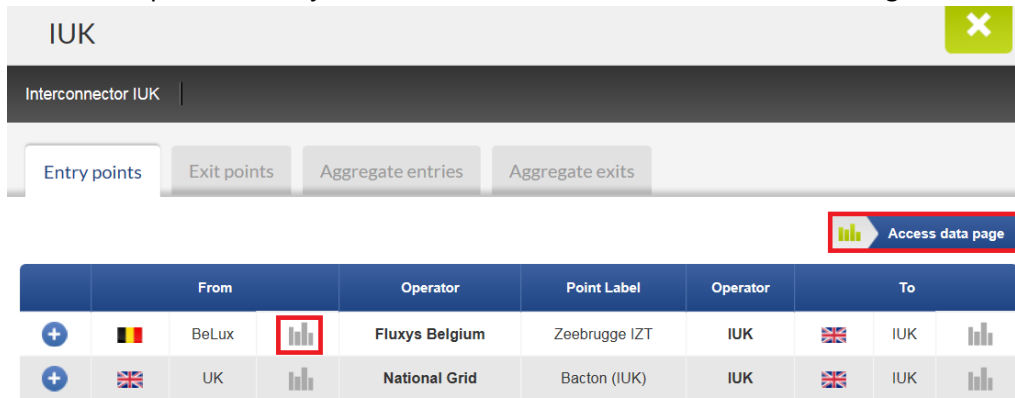 IUK
Interconnector IUK
Entry points Exit points Aggregate entries Aggregate exits
Access data page
From Operator Point Label Operator To
BeLux Fluxys Belgium Zeebrugge IZT IUK IUK
UK National Grid Bacton (IUK) IUK IUK